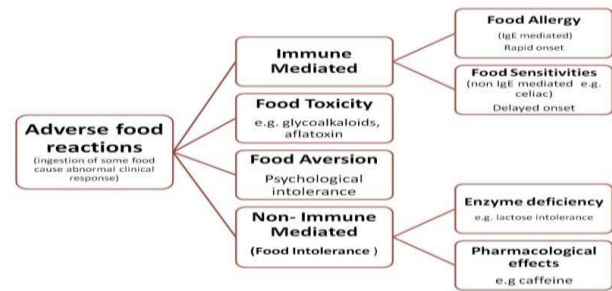 Adverse food
reactions
(ingestion of some food
cause abnormal clinical
response)
Immune
Mediated
Food Allergy
(IgE mediated)
Rapid onset
Food Sensitivities
(non IgE mediated e.g.
celiac)
Delayed onset
Food Toxicity
e.g. glycoalkaloids,
aflatoxin
Food Aversion
Psychological
intolerance
Non- Immune
Mediated
(Food Intolerance )
Enzyme deficiency
e.g. lactose intolerance
Pharmacological
effects
e.g caffeine